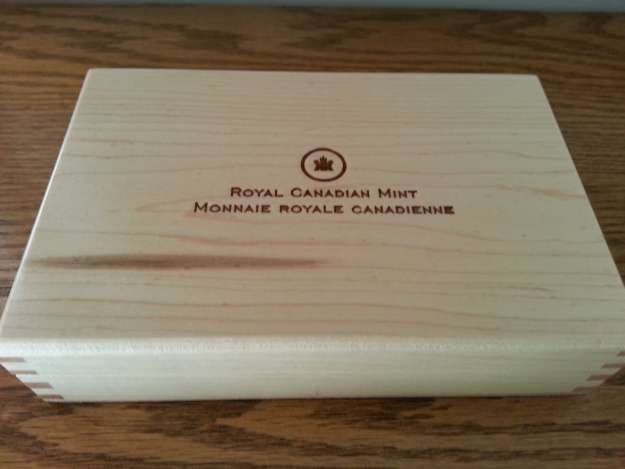 ROYAL CANADIAN MINT
MONNAIE ROYALE CANADIENNE